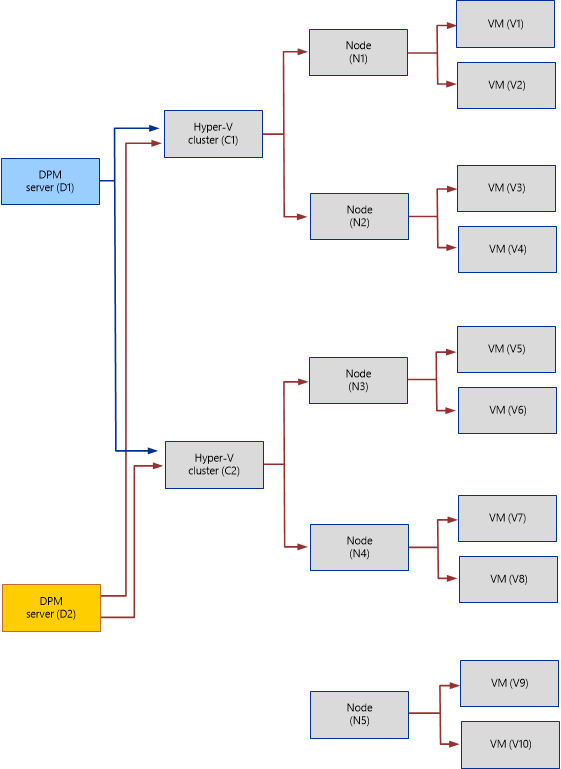 DPM
server (D1)
DPM
server (D2)
Hyper-V
cluster (C1)
Hyper-V
cluster (C2)
Node
(N1)
Node
(N2)
Node
(N3)
Node
(N4)
Node
(N5)
VM (V1)
VM (V2)
VM (V3)
VM (V4)
VM (V5)
VM (V6)
VM (V7)
VM (V8)
VM (V9)
VM (V10)